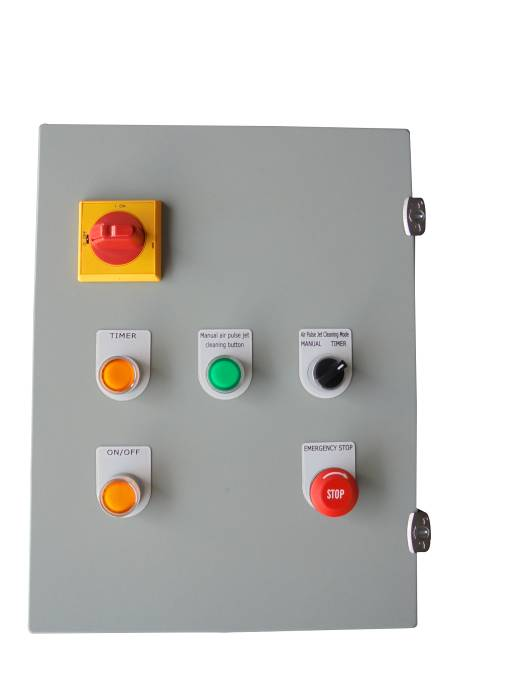 I ON
TIMER
Manual air pulse jet
cleaning button
Air Pulse Jet Cleaning Mode
MANUAL TIMER
ON/OFF
EMERGENCY STOP
STOP